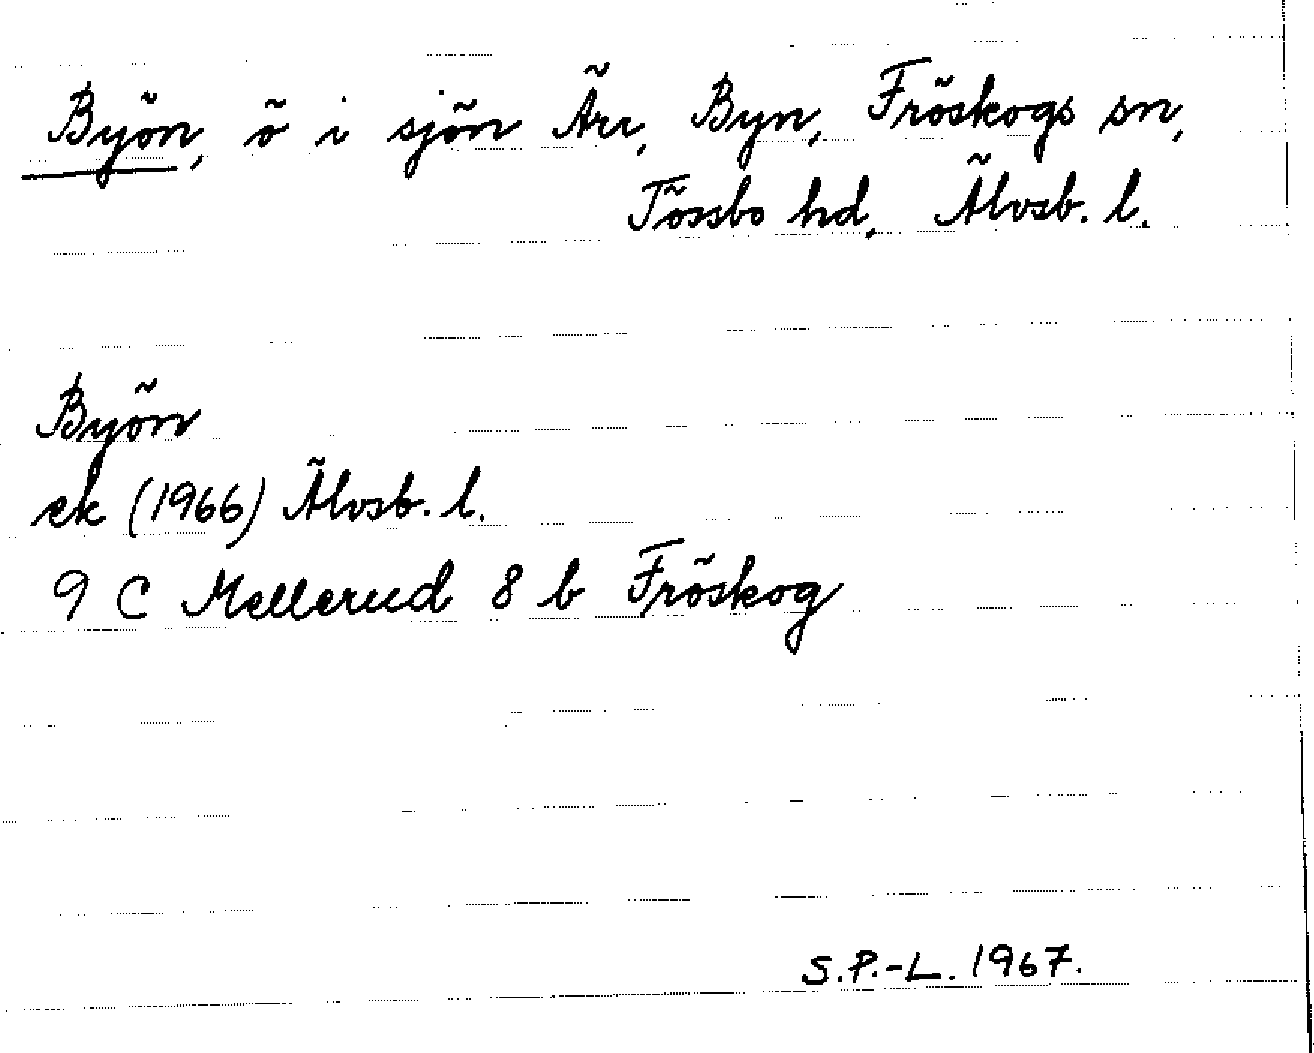 Byön, ö i sjön Ärr, Byn, Fröskogs sn,
Tössbo hd, Älvsb. l.
Byön
ek (1966) Älvsb. l.
9 C Mellerud 8 b Fröskog
S.P.-L. 1967.